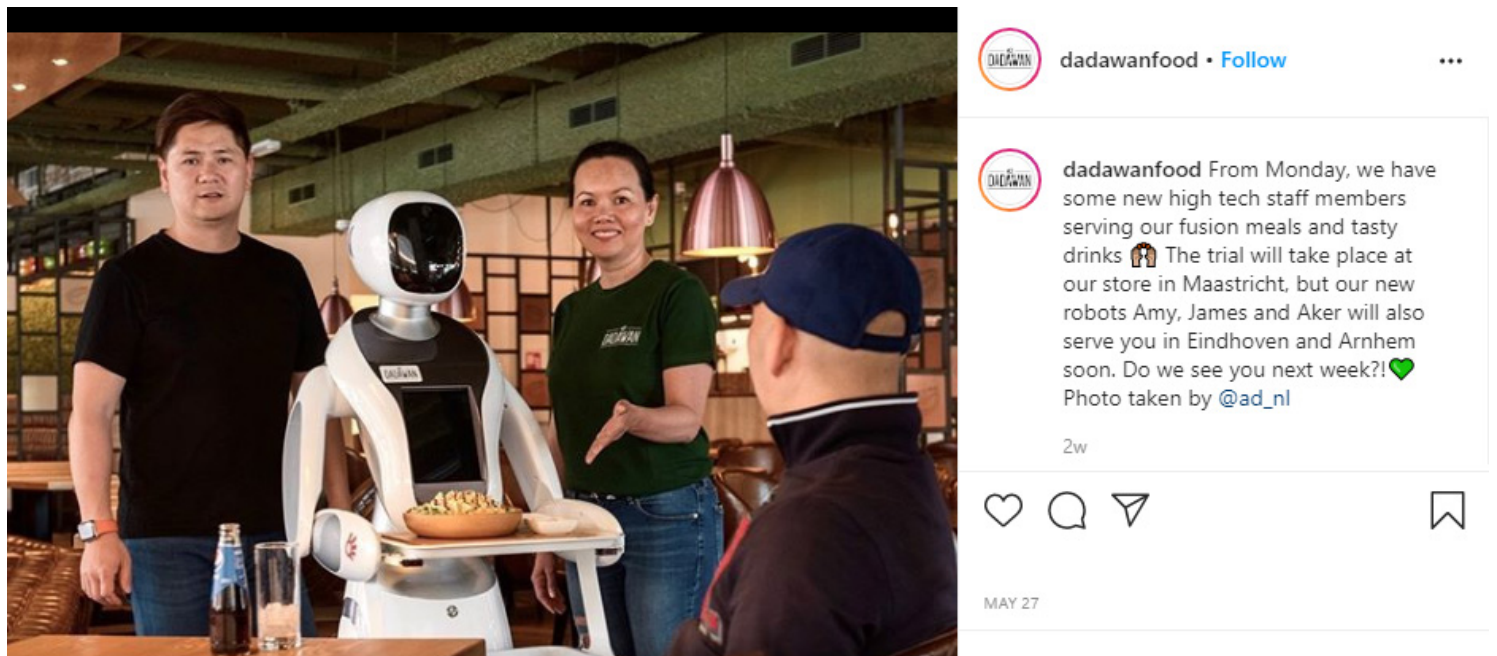 DADAWAN
dadawanfood • Follow
DADAWAN
dadawanfood From Monday, we have
some new high tech staff members
serving our fusion meals and tasty
drinks 🙌🏽 The trial will take place at
our store in Maastricht, but our new
robots Amy, James and Aker will also
serve you in Eindhoven and Arnhem
soon. Do we see you next week?!💚
Photo taken by @ad_nl
2w
MAY 27
DADAWAN
DADAWAN